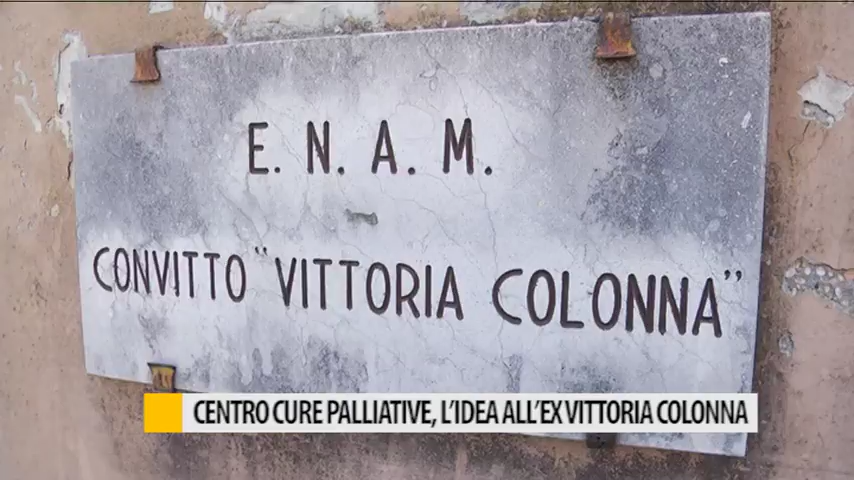 E. N. A. M.
CONVITTO "VITTORIA COLONNA"
CENTRO CURE PALLIATIVE, L'IDEA ALL'EX VITTORIA COLONNA